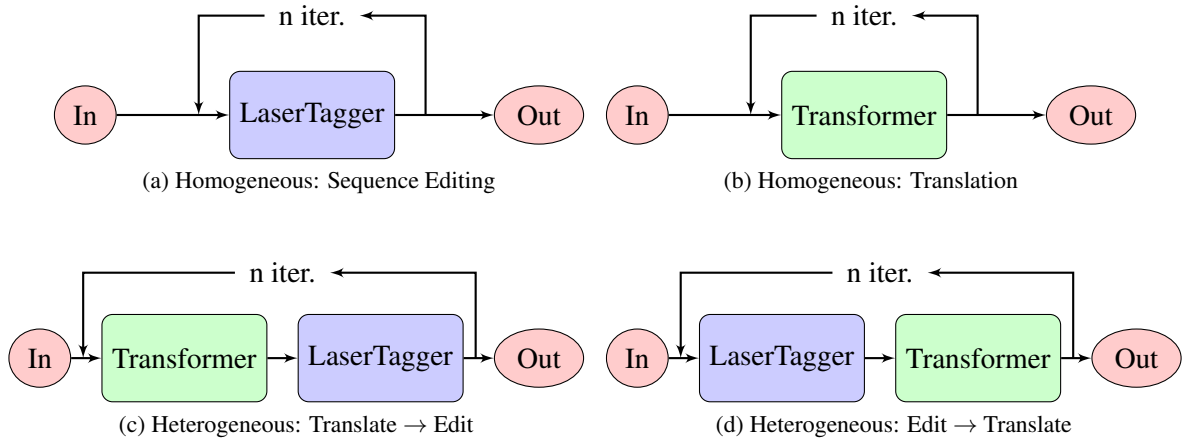 n iter.
In
LaserTagger
Out
(a) Homogeneous: Sequence Editing
n iter.
In
Transformer
Out
(b) Homogeneous: Translation
n iter.
In
Transformer
LaserTagger
Out
(c) Heterogeneous: Translate → Edit
n iter.
In
LaserTagger
Transformer
Out
(d) Heterogeneous: Edit → Translate